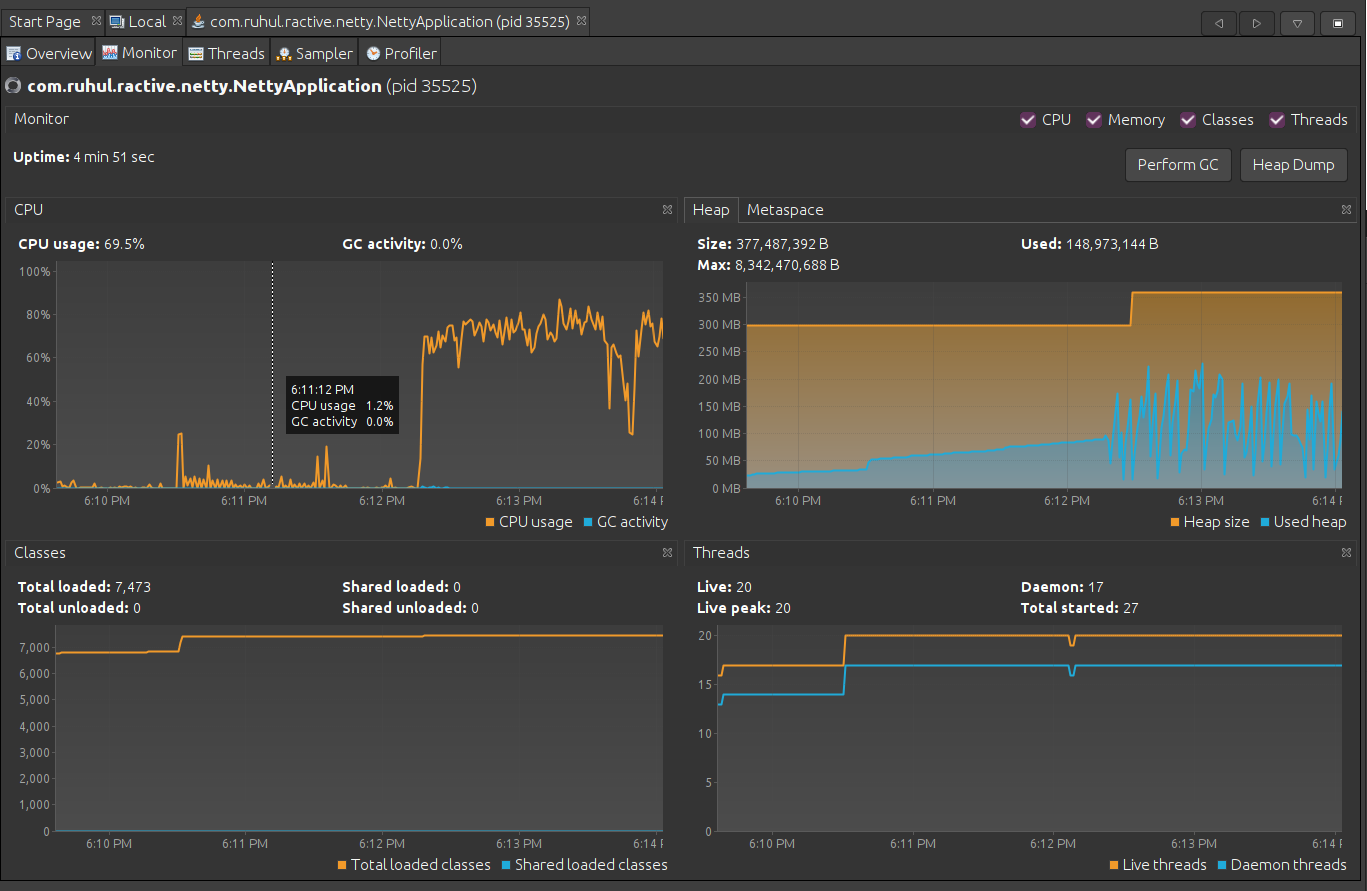 Start Page Local com.ruhul.ractive.netty.NettyApplication (pid 35525)
Overview Monitor Threads Sampler Profiler
com.ruhul.ractive.netty.NettyApplication (pid 35525)
Monitor CPU Memory Classes Threads
Uptime: 4 min 51 sec
Perform GC Heap Dump
CPU
CPU usage: 69.5% GC activity: 0.0%
100%
80%
60%
40%
20%
0%
6:11:12 PM
CPU usage 1.2%
GC activity 0.0%
6:10 PM 6:11 PM 6:12 PM 6:13 PM 6:14 P
CPU usage GC activity
Heap Metaspace
Size: 377,487,392 B Used: 148,973,144 B
Max: 8,342,470,688 B
350 MB
300 MB
250 MB
200 MB
150 MB
100 MB
50 MB
0 MB
6:10 PM 6:11 PM 6:12 PM 6:13 PM 6:14 P
Heap size Used heap
Classes
Total loaded: 7,473 Shared loaded: 0
Total unloaded: 0 Shared unloaded: 0
7,000
6,000
5,000
4,000
3,000
2,000
1,000
0
6:10 PM 6:11 PM 6:12 PM 6:13 PM 6:14 P
Total loaded classes Shared loaded classes
Threads
Live: 20 Daemon: 17
Live peak: 20 Total started: 27
20
15
10
5
0
6:10 PM 6:11 PM 6:12 PM 6:13 PM 6:14 P
Live threads Daemon threads